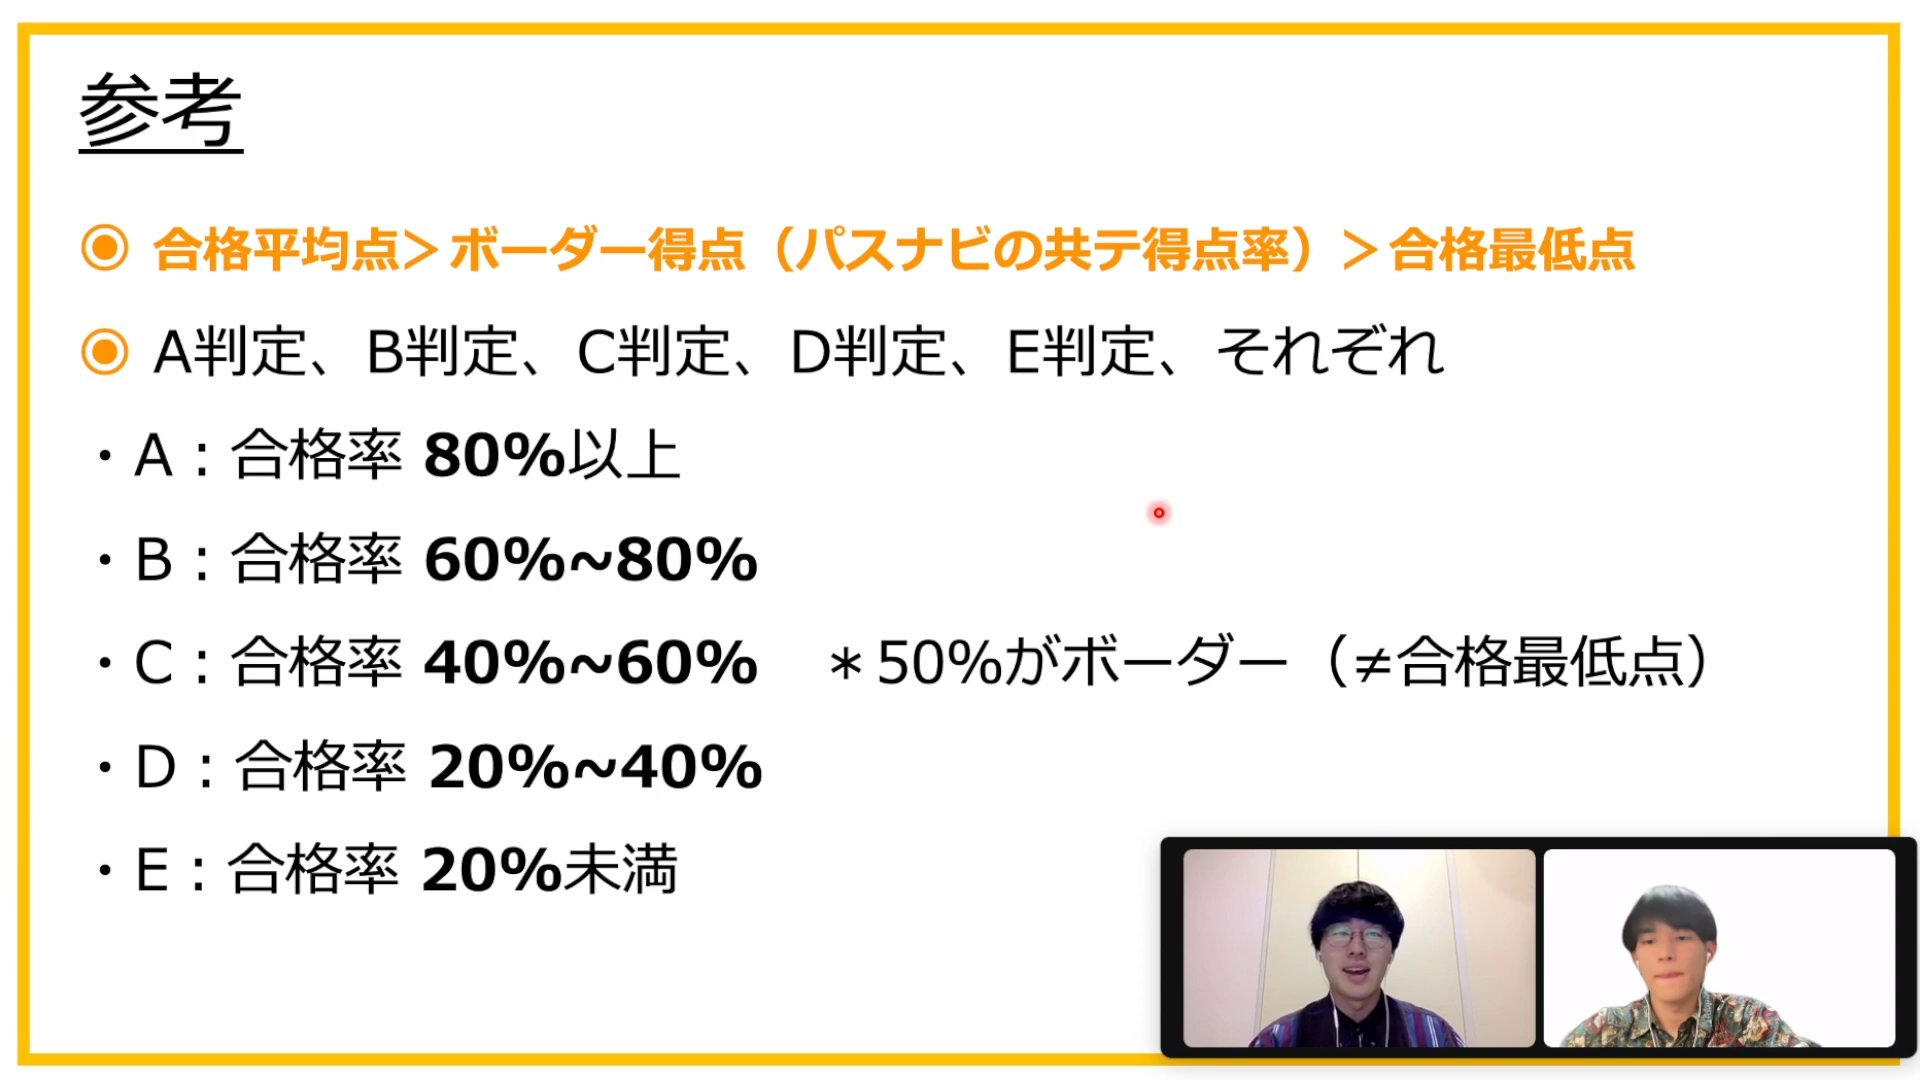 参考
◉ 合格平均点＞ボーダー得点（パスナビの共テ得点率）＞合格最低点
◉ A判定、B判定、C判定、D判定、E判定、それぞれ
・A：合格率 80%以上
・B：合格率 60%~80%
・C：合格率 40%~60%　＊50%がボーダー（≠合格最低点）
・D：合格率 20%~40%
・E：合格率 20%未満